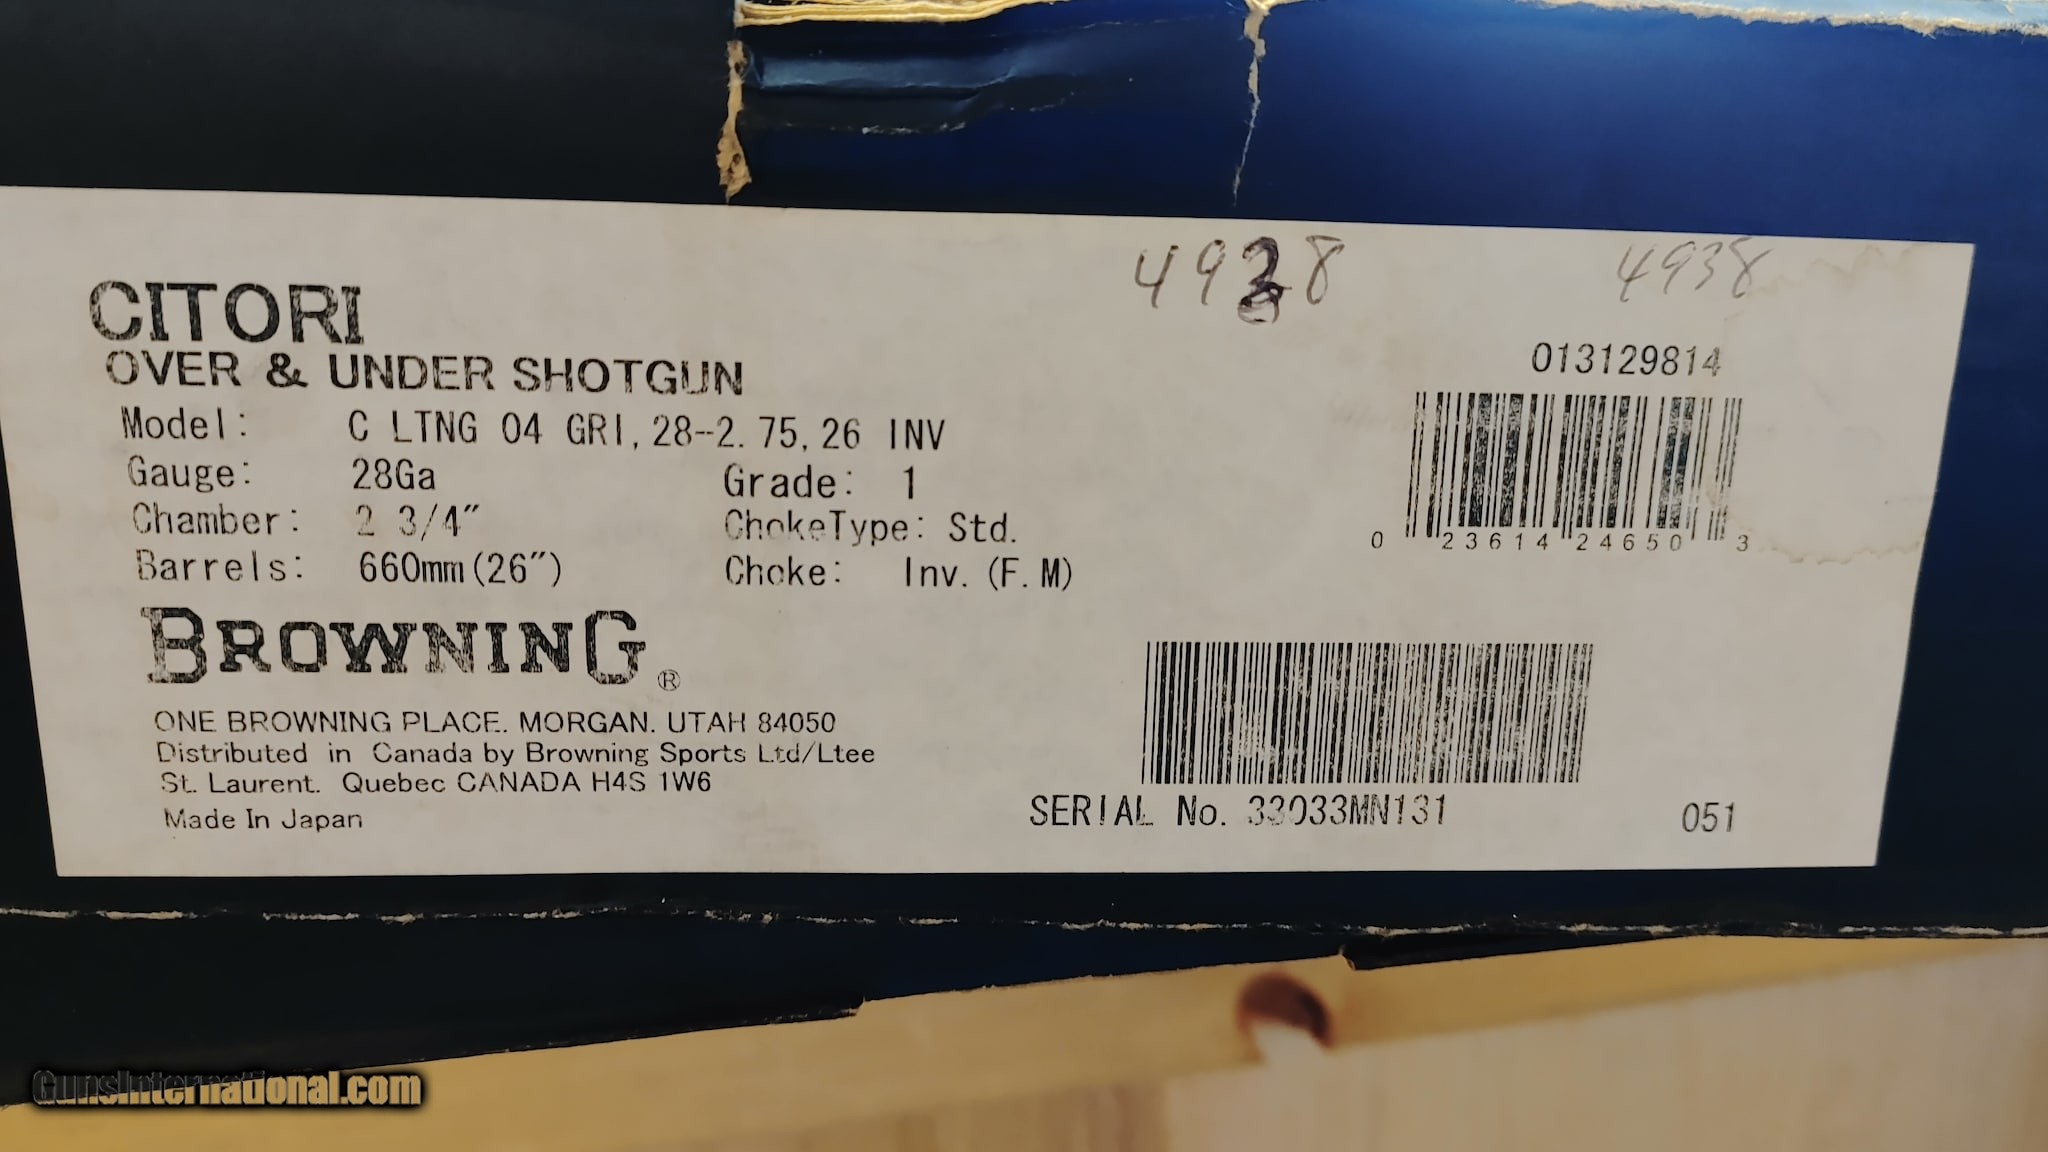 4938 4938
CITORI
013129814
OVER & UNDER SHOTGUN
Model: C LTNG 04 GRI, 28-2.75, 26 INV
Gauge: 28Ga Grade: 1
Chamber: 2 3/4" ChokeType: Std.
0 23614 24650 3
Barrels: 660mm(26") Choke: Inv. (F.M)
BROWNING®
ONE BROWNING PLACE. MORGAN. UTAH 84050
Distributed in Canada by Browning Sports Ltd/Ltee
St. Laurent. Quebec CANADA H4S 1W6
Made In Japan
SERIAL No. 33033MN131 051
GunsInternational.com